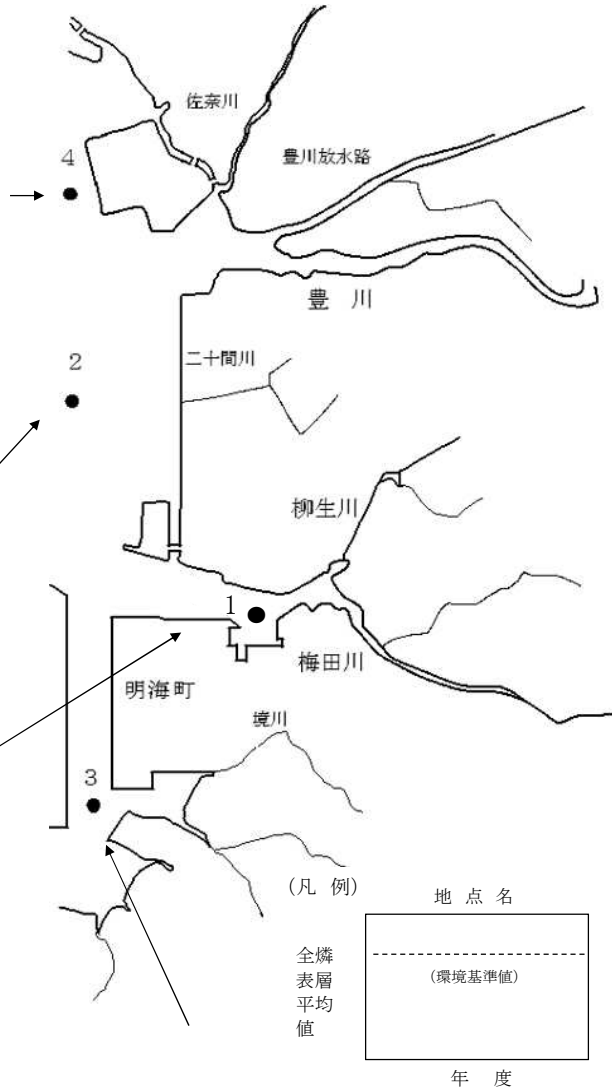 佐奈川
豊川放水路
4
豊 川
2
二十間川
柳生川
1
梅田川
明海町
境川
3
(凡 例)
地 点 名
全燐
表層
平均
値
(環境基準値)
年 度